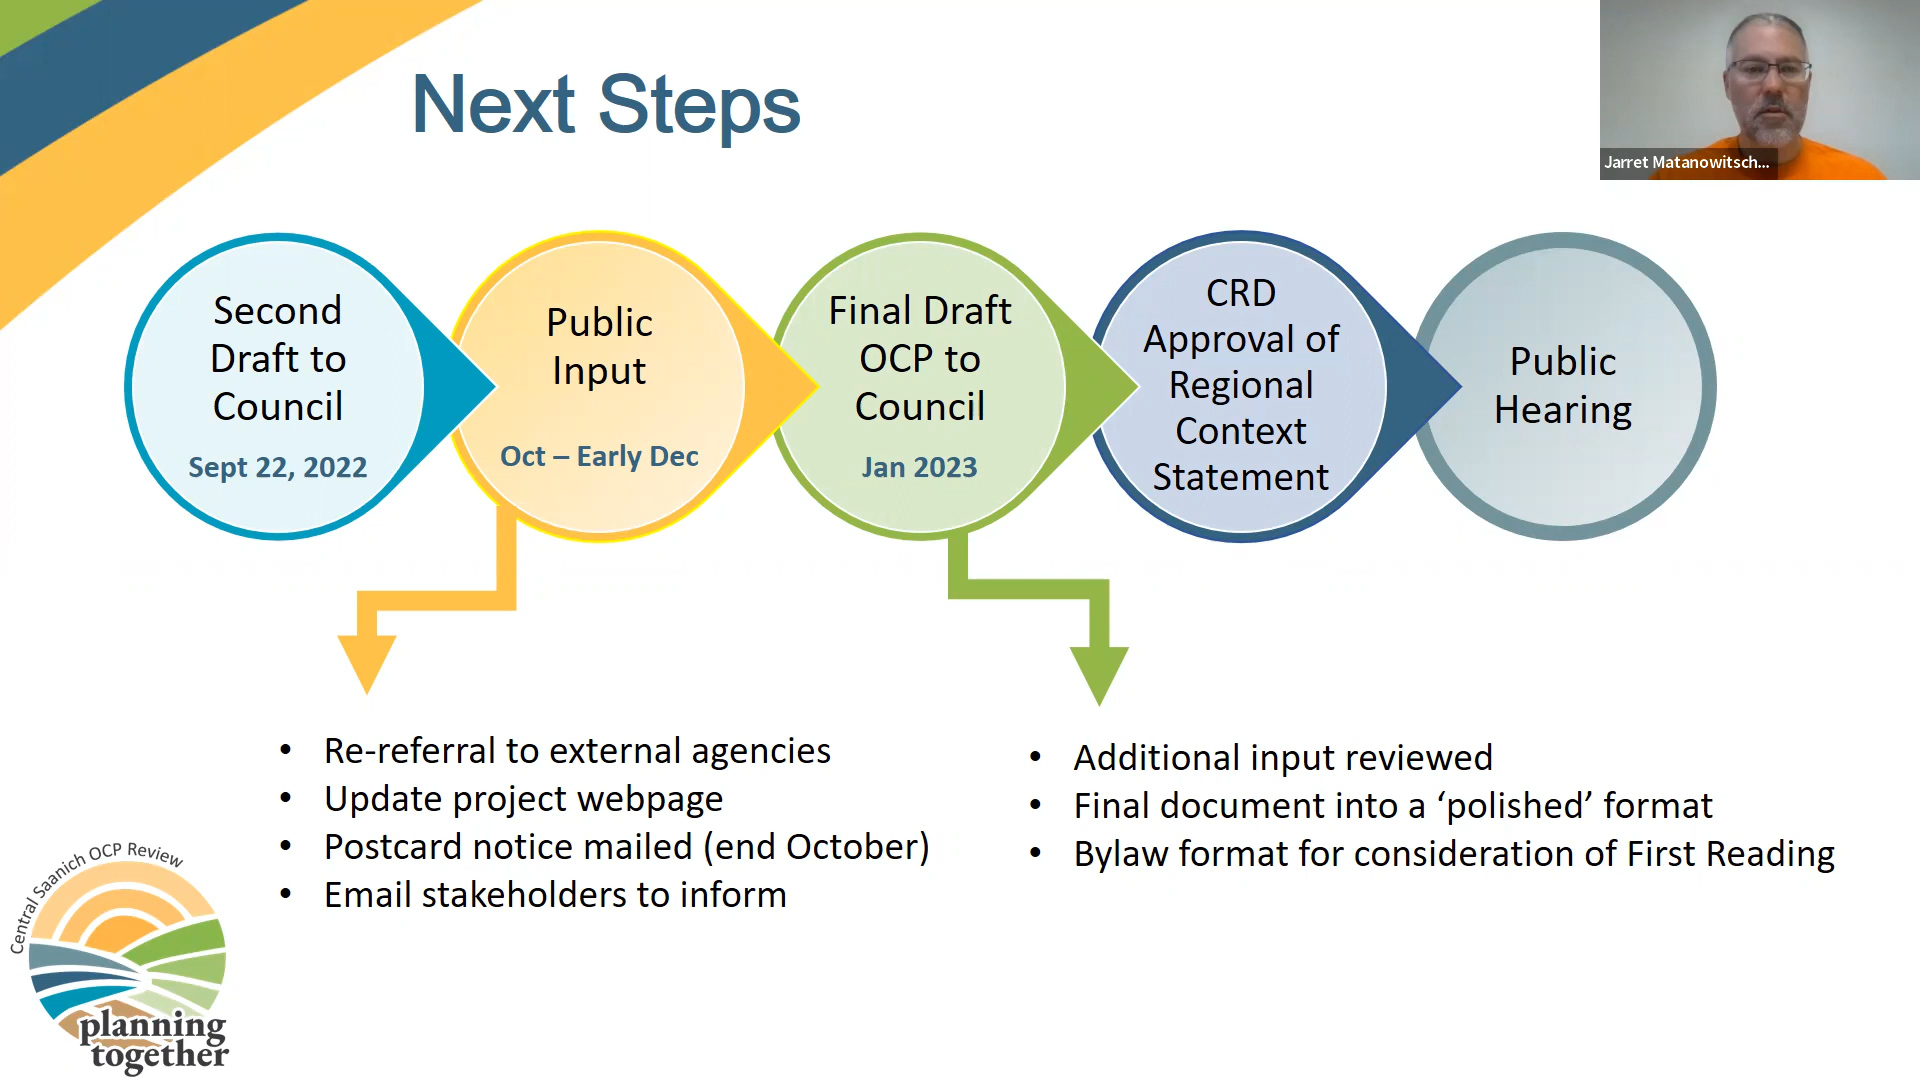 Next Steps
Jarret Matanowitsch...
Second
Draft to
Council
Sept 22, 2022
Public
Input
Oct – Early Dec
Final Draft
OCP to
Council
Jan 2023
CRD
Approval of
Regional
Context
Statement
Public
Hearing
• Re-referral to external agencies
• Update project webpage
• Postcard notice mailed (end October)
• Email stakeholders to inform
• Additional input reviewed
• Final document into a ‘polished’ format
• Bylaw format for consideration of First Reading
Central Saanich OCP Review
planning
together